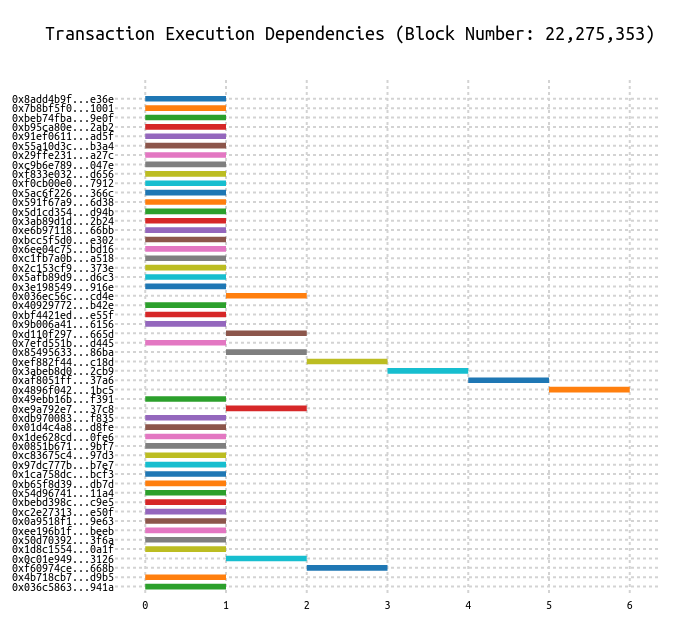 Transaction Execution Dependencies (Block Number: 22,275,353)
0x8add4b9f...e36e
0x7b8bf5f0...1001
0xbeb74fba...9e0f
0xb95ca80e...2ab2
0x91ef0611...ad5f
0x55a10d3c...b3a4
0x29ffe231...a27c
0xc9b6e789...047e
0xf833e032...d656
0xf0cb00e0...7912
0x5ac6f226...366c
0x591f67a9...6d38
0x5d1cd354...d94b
0x3ab89d1d...2b24
0xe6b97118...66bb
0xbcc5f5d0...e302
0x6ee04c75...bd16
0xc1fb7a0b...a518
0x2c153cf9...373e
0x5afb89d9...d6c3
0x3e198549...916e
0x036ec56c...cd4e
0x40929772...b42e
0xbf4421ed...e55f
0x9b006a41...6156
0xd110f297...665d
0x7efd551b...d445
0x85495633...86ba
0xef882f44...c18d
0x3abeb8d0...2cb9
0xaf8051ff...37a6
0x4896f042...1bc5
0x49ebb16b...f391
0xe9a792e7...37c8
0xdb970083...f835
0x01d4c4a8...d8fe
0x1de628cd...0fe6
0x0851b671...9bf7
0xc83675c4...97d3
0x97dc777b...b7e7
0x1ca758dc...bcf3
0xb65f8d39...db7d
0x54d96741...11a4
0xbebd398c...c9e5
0xc2e27313...e50f
0x0a9518f1...9e63
0xee196b1f...beeb
0x50d70392...3f6a
0x1d8c1554...0a1f
0x0c01e949...3126
0xf60974ce...668b
0x4b718cb7...d9b5
0x036c5863...941a
0 1 2 3 4 5 6